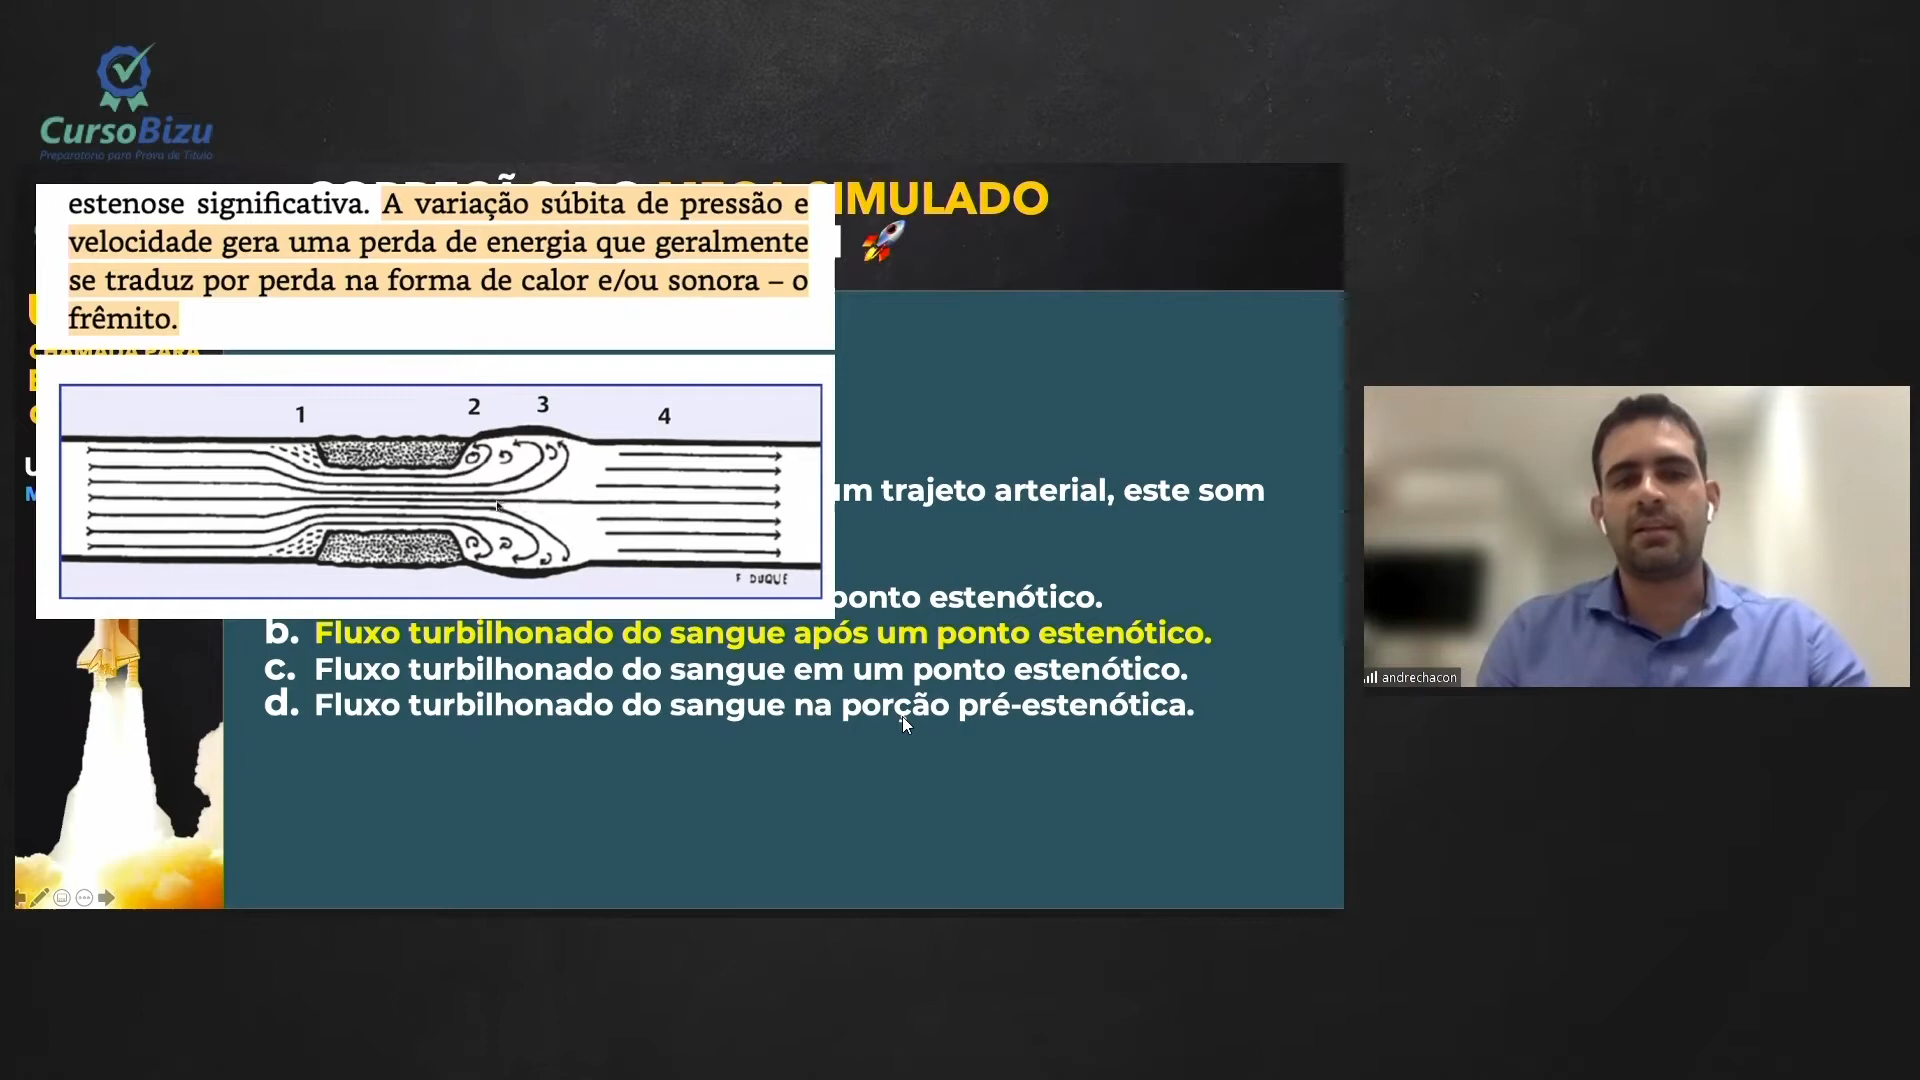 CursoBizu
Preparatório para Prova de Título
IMULADO
estenose significativa. A variação súbita de pressão e
velocidade gera uma perda de energia que geralmente
se traduz por perda na forma de calor e/ou sonora – o
frêmito.
1 2 3 4
F DUQUE
um trajeto arterial, este som
ponto estenótico.
b. Fluxo turbilhonado do sangue após um ponto estenótico.
c. Fluxo turbilhonado do sangue em um ponto estenótico.
d. Fluxo turbilhonado do sangue na porção pré-estenótica.
andrechacon